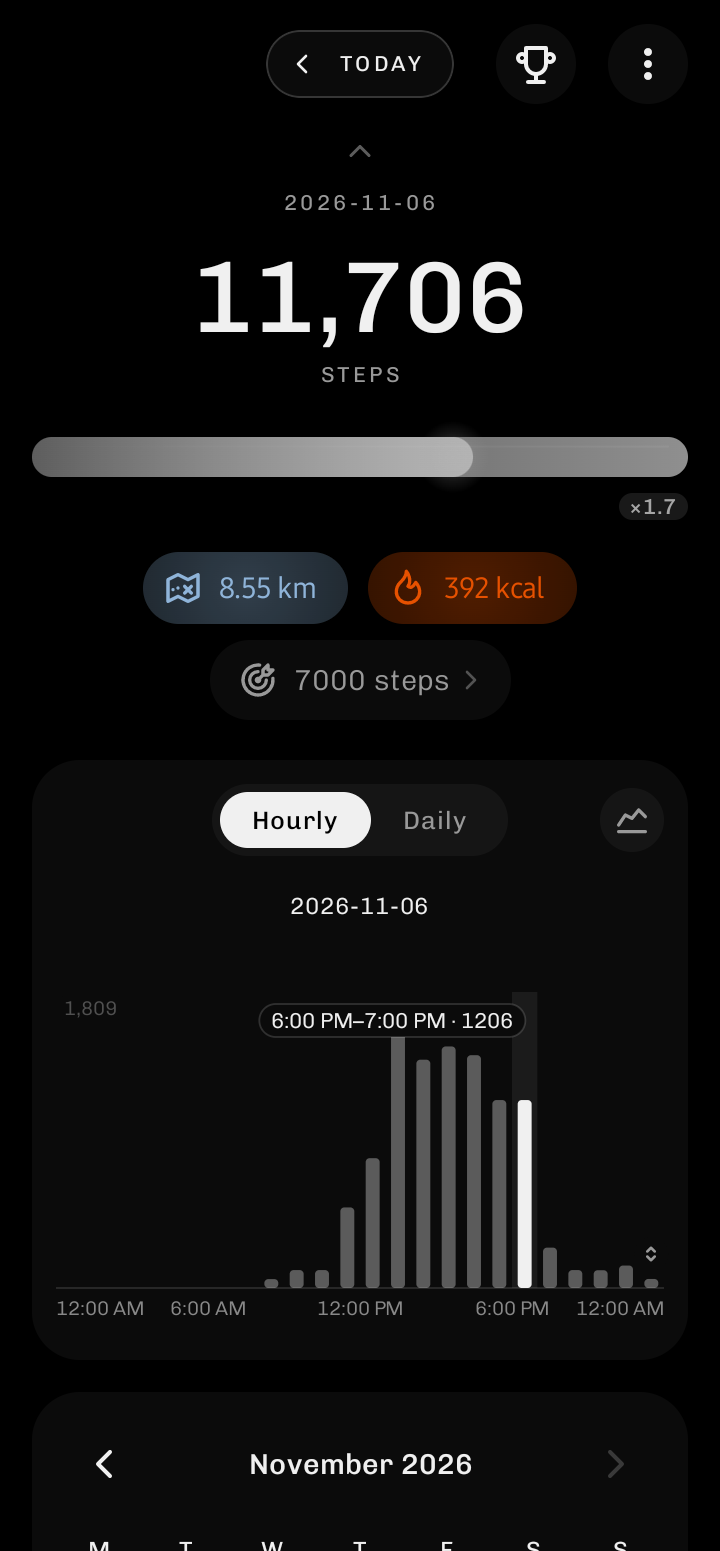 TODAY
2026-11-06
11,706
STEPS
×1.7
8.55 km
392 kcal
7000 steps
Hourly
Daily
2026-11-06
1,809
6:00 PM–7:00 PM · 1206
12:00 AM
6:00 AM
12:00 PM
6:00 PM
12:00 AM
November 2026
M T W T F S S